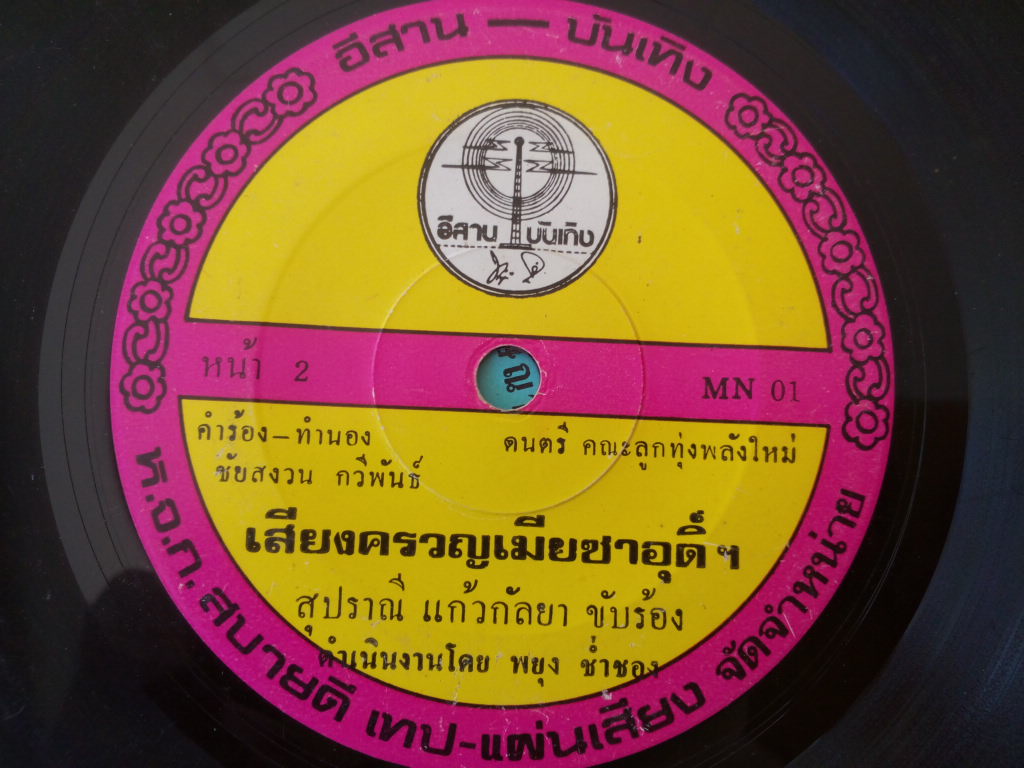 อีสาน — บันเทิง
อีสาน บันเทิง
หน้า 2
MN 01
คำร้อง - ทำนอง
ชัยสงวน กวีพันธ์
ดนตรี คณะลูกทุ่งพลังใหม่
เสียงครวญเมียซาอุดิ์ ฯ
สุปราณี แก้วกัลยา ขับร้อง
ดำเนินงานโดย พยุง ช่ำชอง
ห.จ.ก. สบายดี เทป-แผ่นเสียง จัดจำหน่าย